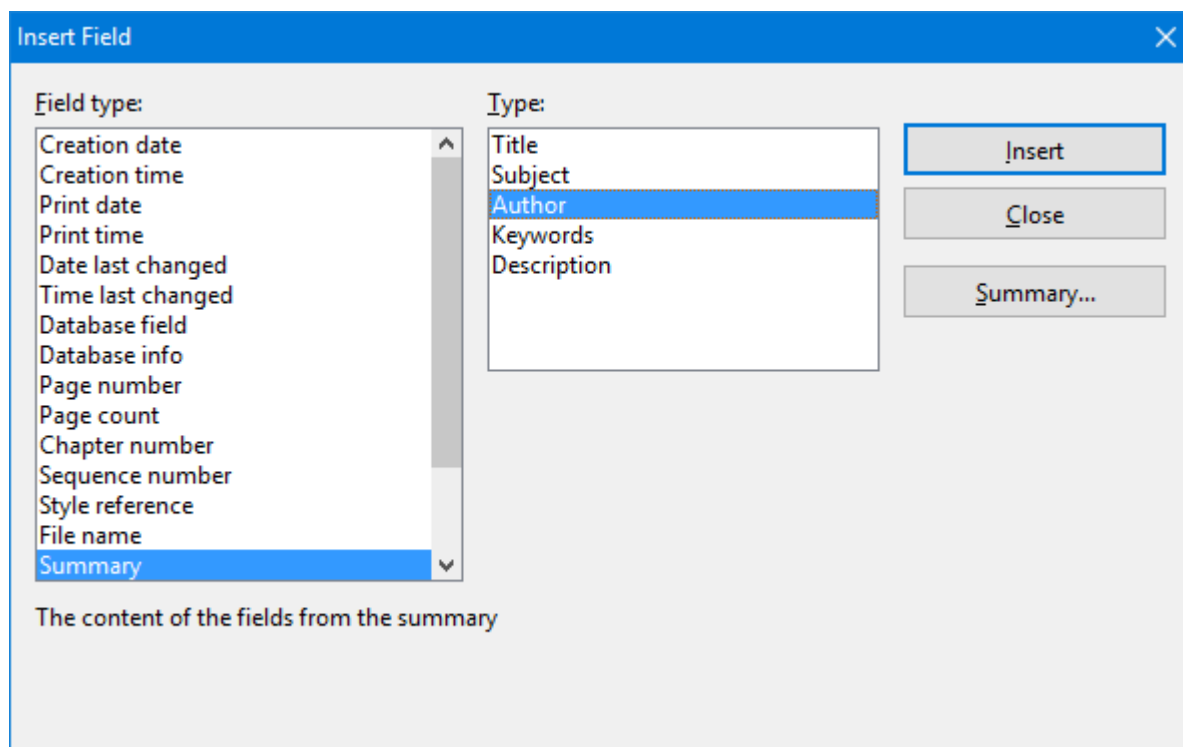 Insert Field
Field type:
Creation date
Creation time
Print date
Print time
Date last changed
Time last changed
Database field
Database info
Page number
Page count
Chapter number
Sequence number
Style reference
File name
Summary
Type:
Title
Subject
Author
Keywords
Description
Insert
Close
Summary...
The content of the fields from the summary